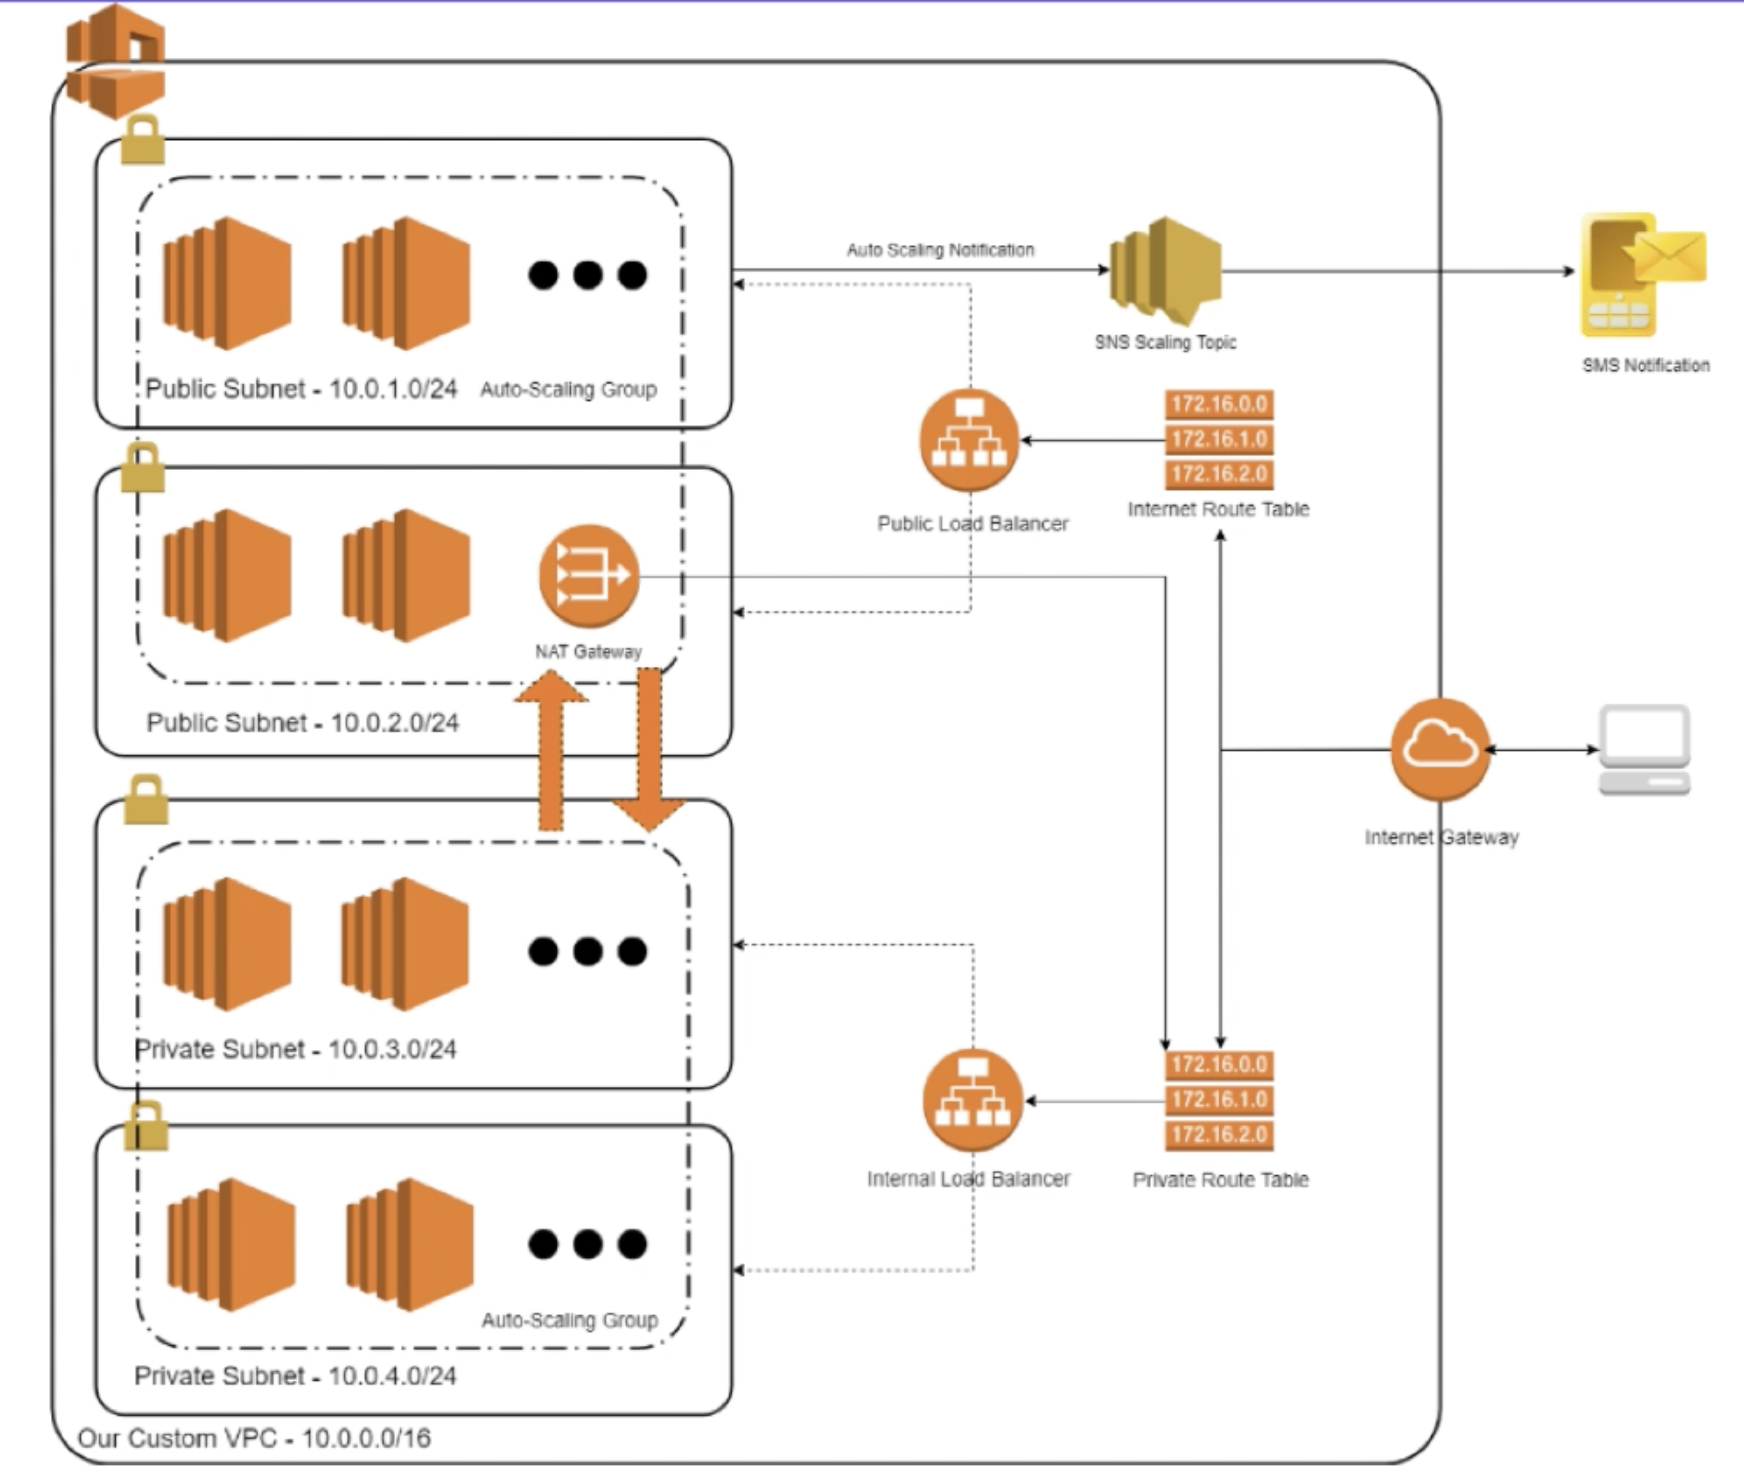 Auto Scaling Notification
SNS Scaling Topic
SMS Notification
Public Subnet - 10.0.1.0/24
Auto-Scaling Group
172.16.0.0
172.16.1.0
172.16.2.0
Internet Route Table
Public Load Balancer
NAT Gateway
Public Subnet - 10.0.2.0/24
Internet Gateway
Private Subnet - 10.0.3.0/24
172.16.0.0
172.16.1.0
172.16.2.0
Private Route Table
Internal Load Balancer
Auto-Scaling Group
Private Subnet - 10.0.4.0/24
Our Custom VPC - 10.0.0.0/16